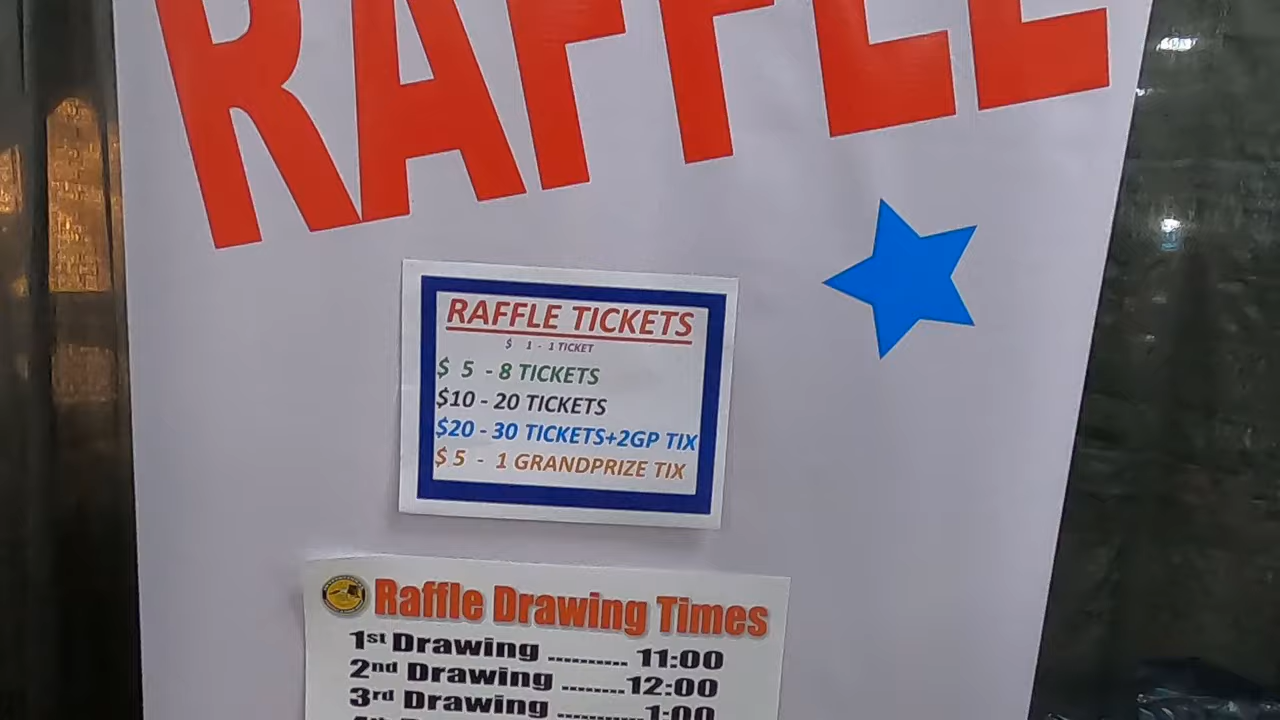 RAFFLE
RAFFLE TICKETS
$ 1 - 1 TICKET
$ 5 - 8 TICKETS
$10 - 20 TICKETS
$20 - 30 TICKETS+2GP TIX
$ 5 - 1 GRANDPRIZE TIX
Raffle Drawing Times
1st Drawing .......... 11:00
2nd Drawing ........12:00
3rd Drawing ...........1:00